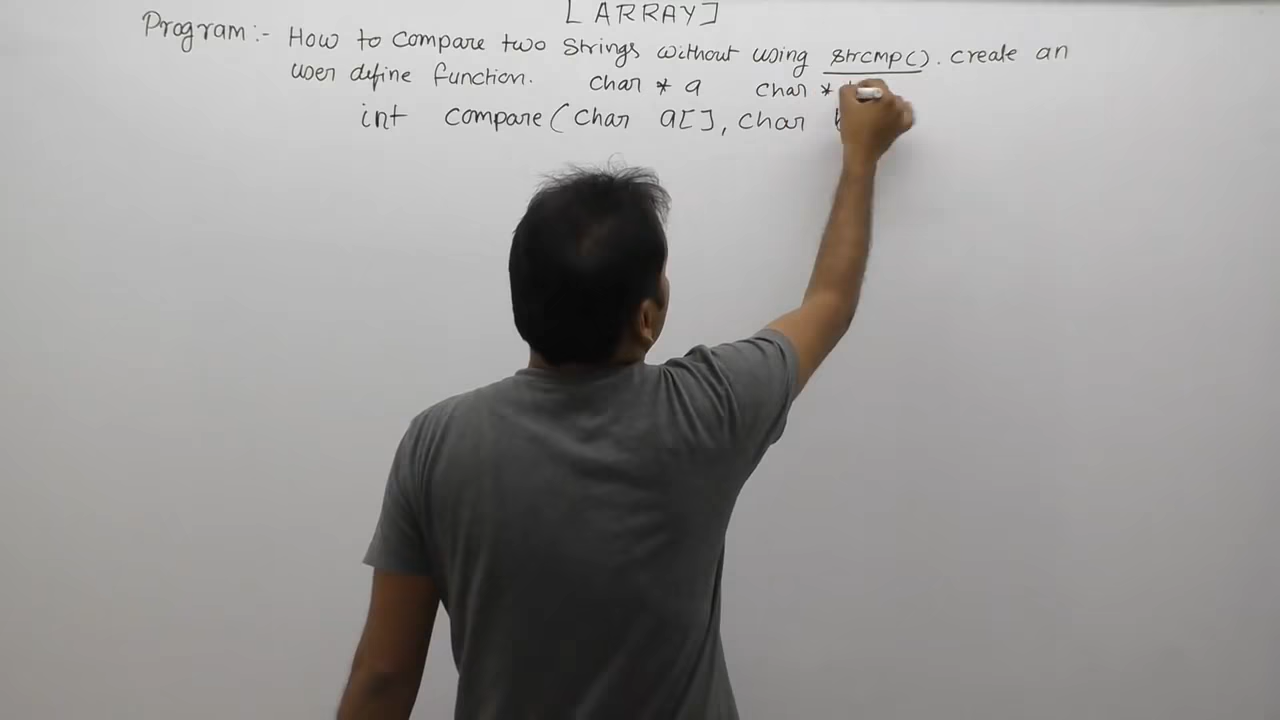 [ARRAY]
Program:- How to compare two strings without using strcmp(). create an
user define function. char * a char *
int compare(char a[], char